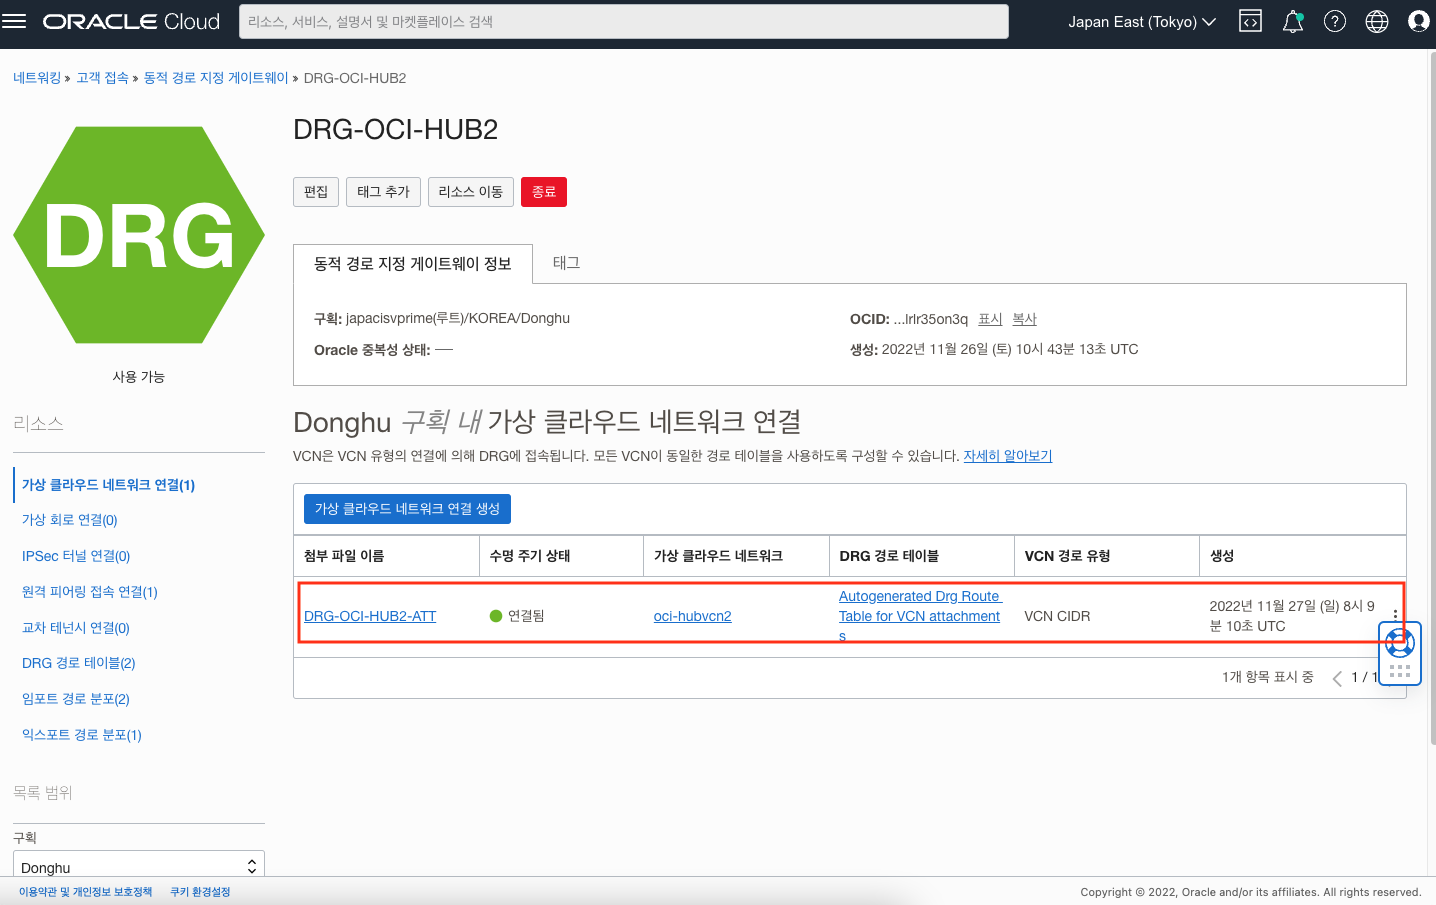 ORACLE Cloud
리소스, 서비스, 설명서 및 마켓플레이스 검색
Japan East (Tokyo)
네트워킹 » 고객 접속 » 동적 경로 지정 게이트웨이 » DRG-OCI-HUB2
DRG
사용 가능
DRG-OCI-HUB2
편집 태그 추가 리소스 이동 종료
동적 경로 지정 게이트웨이 정보 태그
구획: japacisvprime(루트)/KOREA/Donghu
OCID: ...lrlr35on3q 표시 복사
Oracle 중복성 상태: —
생성: 2022년 11월 26일 (토) 10시 43분 13초 UTC
리소스
가상 클라우드 네트워크 연결(1)
가상 회로 연결(0)
IPSec 터널 연결(0)
원격 피어링 접속 연결(1)
교차 테넌시 연결(0)
DRG 경로 테이블(2)
임포트 경로 분포(2)
익스포트 경로 분포(1)
목록 범위
구획
Donghu
Donghu 구획 내 가상 클라우드 네트워크 연결
VCN은 VCN 유형의 연결에 의해 DRG에 접속됩니다. 모든 VCN이 동일한 경로 테이블을 사용하도록 구성할 수 있습니다. 자세히 알아보기
가상 클라우드 네트워크 연결 생성
첨부 파일 이름 수명 주기 상태 가상 클라우드 네트워크 DRG 경로 테이블 VCN 경로 유형 생성
DRG-OCI-HUB2-ATT
연결됨
oci-hubvcn2
Autogenerated Drg Route
Table for VCN attachment
s
VCN CIDR
2022년 11월 27일 (일) 8시 9
분 10초 UTC
1개 항목 표시 중 1 / 1
이용약관 및 개인정보 보호정책 쿠키 환경설정
Copyright © 2022, Oracle and/or its affiliates. All rights reserved.